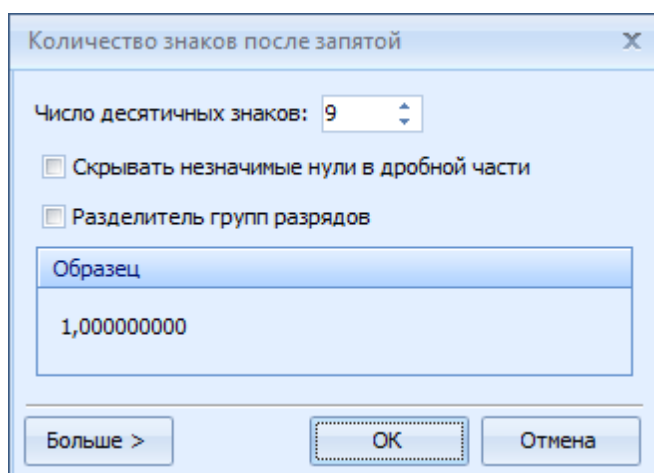 Количество знаков после запятой
Число десятичных знаков: 9
Скрывать незначимые нули в дробной части
Разделитель групп разрядов
Образец
1,000000000
Больше > OK Отмена